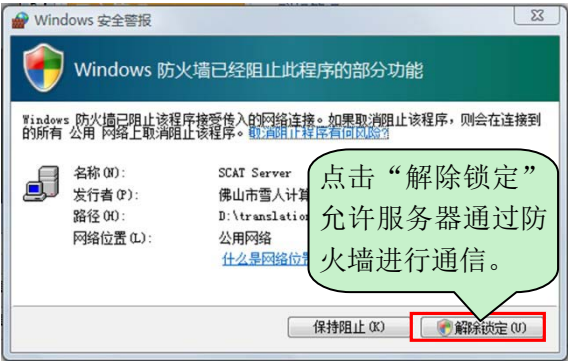 Windows 安全警报
Windows 防火墙已经阻止此程序的部分功能
Windows 防火墙已阻止该程序接受传入的网络连接。如果取消阻止该程序，则会在连接到
的所有 公用 网络上取消阻止该程序。取消阻止程序有何风险?
名称(N): SCAT Server
发行者(P): 佛山市雪人计算
路径(H): D:\translation
网络位置(L): 公用网络
什么是网络位置
点击“解除锁定”
允许服务器通过防
火墙进行通信。
保持阻止(K) 解除锁定(U)